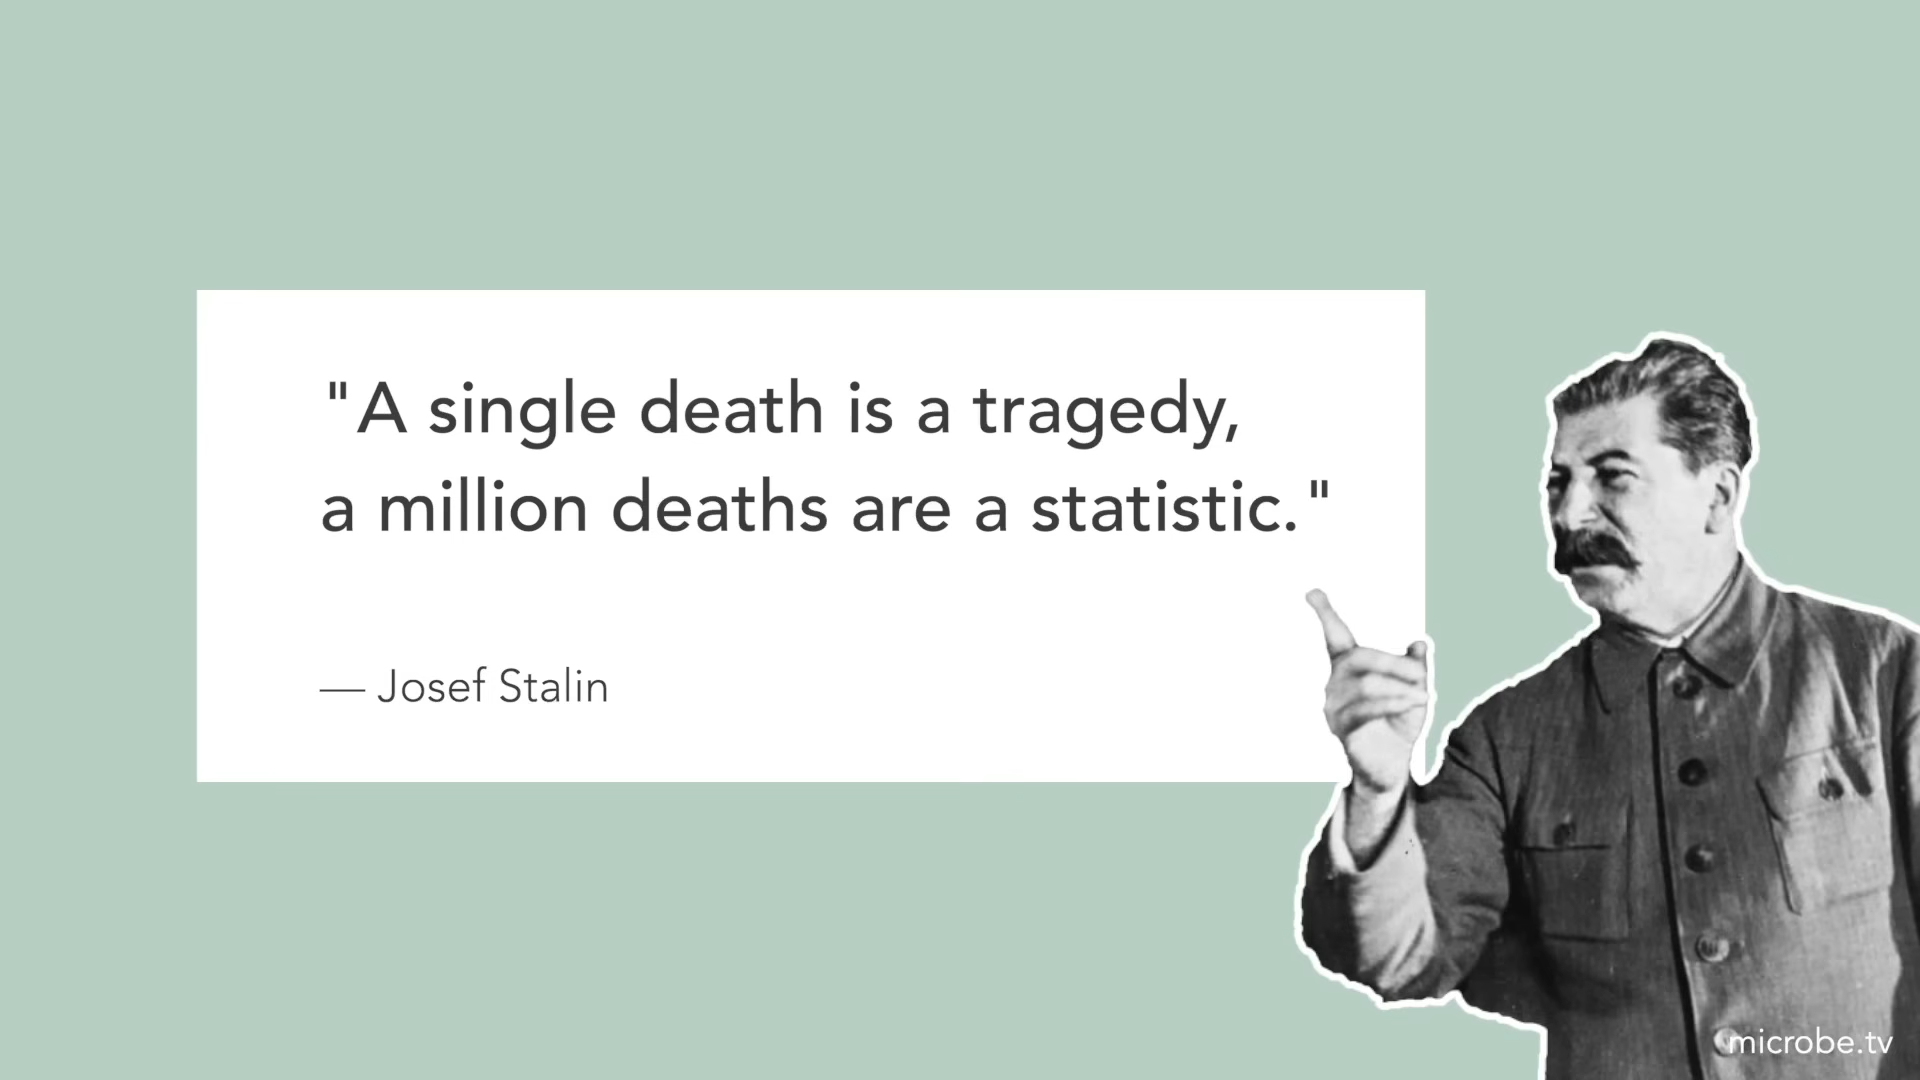 "A single death is a tragedy,
a million deaths are a statistic."
— Josef Stalin
microbe.tv